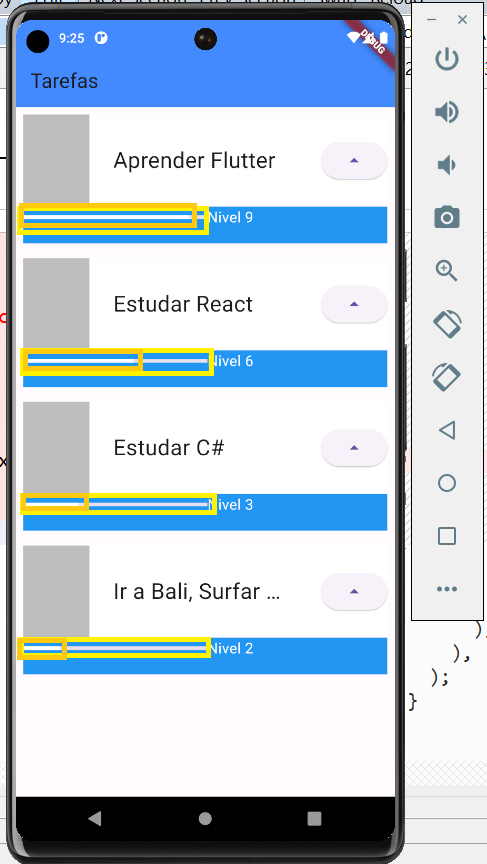 9:25
DEBUG
Tarefas
Aprender Flutter
Nivel 9
Estudar React
Nivel 6
Estudar C#
Nivel 3
Ir a Bali, Surfar ...
Nivel 2
),
),
);
}